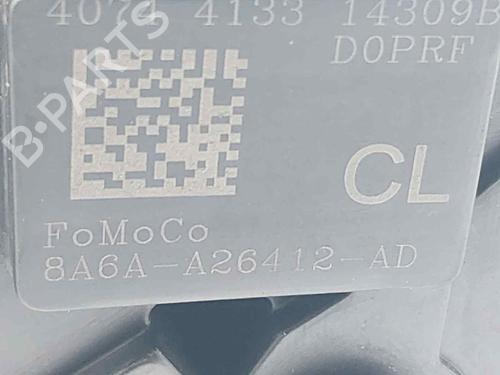 4133 14309B
D0PRF
CL
FoMoCo
8A6A-A26412-AD
B-PARTS